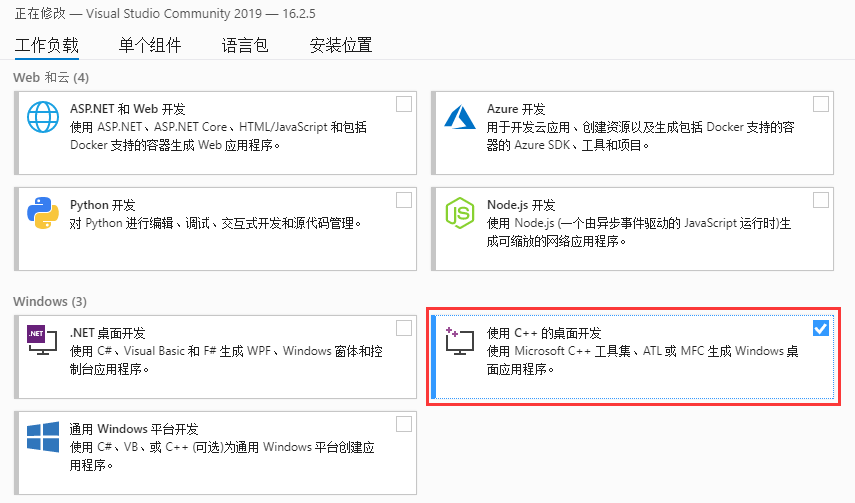 正在修改 — Visual Studio Community 2019 — 16.2.5
工作负载 单个组件 语言包 安装位置
Web 和云 (4)
ASP.NET 和 Web 开发
使用 ASP.NET、ASP.NET Core、HTML/JavaScript 和包括
Docker 支持的容器生成 Web 应用程序。
Azure 开发
用于开发云应用、创建资源以及生成包括 Docker 支持的容
器的 Azure SDK、工具和项目。
Python 开发
对 Python 进行编辑、调试、交互式开发和源代码管理。
JS
Node.js 开发
使用 Node.js (一个由异步事件驱动的 JavaScript 运行时)生
成可缩放的网络应用程序。
Windows (3)
.NET
.NET 桌面开发
使用 C#、Visual Basic 和 F# 生成 WPF、Windows 窗体和控
制台应用程序。
使用 C++ 的桌面开发
使用 Microsoft C++ 工具集、ATL 或 MFC 生成 Windows 桌
面应用程序。
通用 Windows 平台开发
使用 C#、VB、或 C++ (可选)为通用 Windows 平台创建应
用程序。